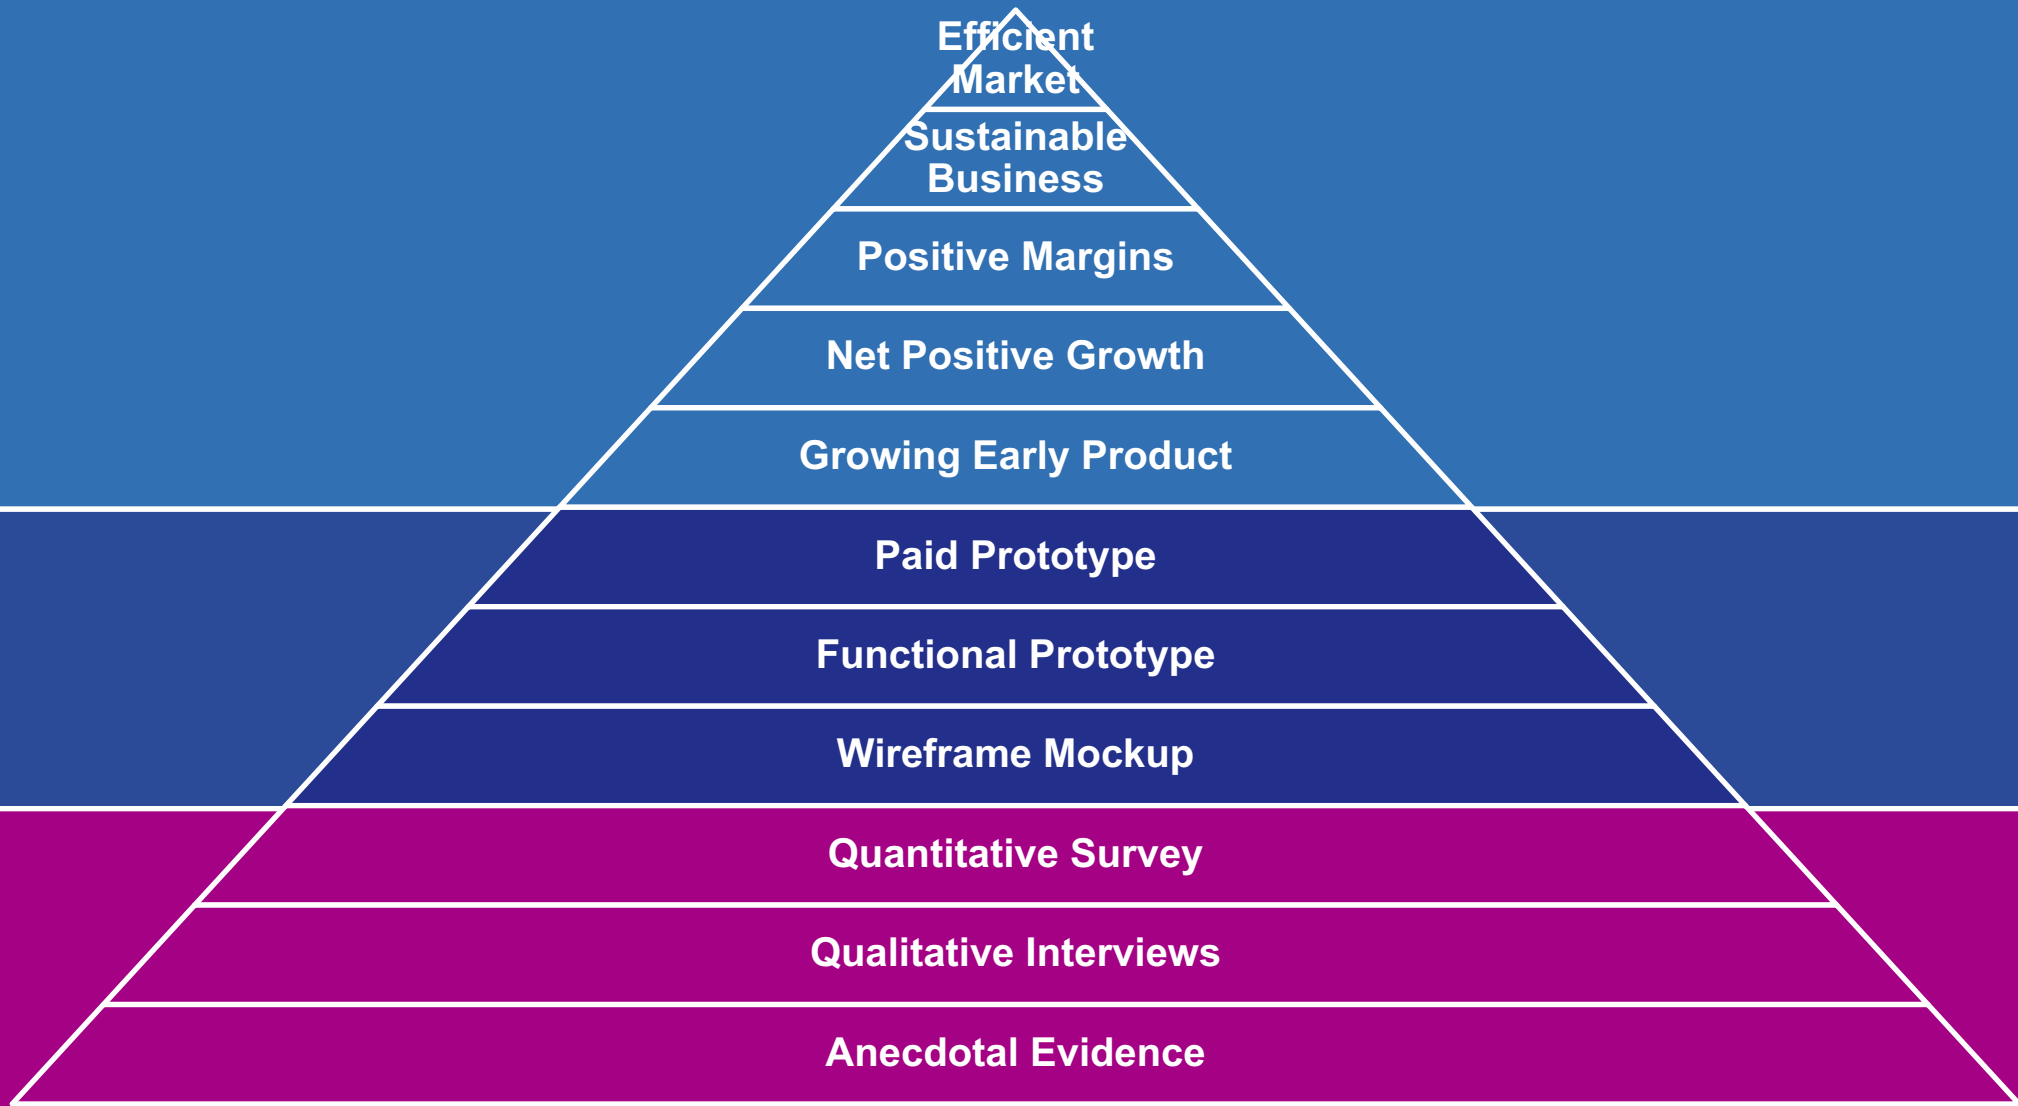 Efficient
Market
Sustainable
Business
Positive Margins
Net Positive Growth
Growing Early Product
Paid Prototype
Functional Prototype
Wireframe Mockup
Quantitative Survey
Qualitative Interviews
Anecdotal Evidence